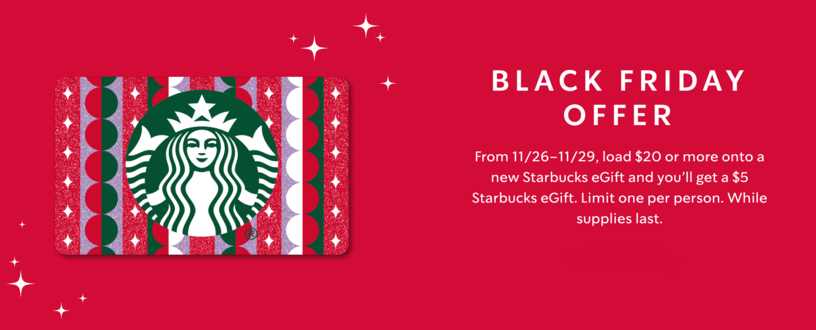 BLACK FRIDAY
OFFER
From 11/26–11/29, load $20 or more onto a
new Starbucks eGift and you'll get a $5
Starbucks eGift. Limit one per person. While
supplies last.
®